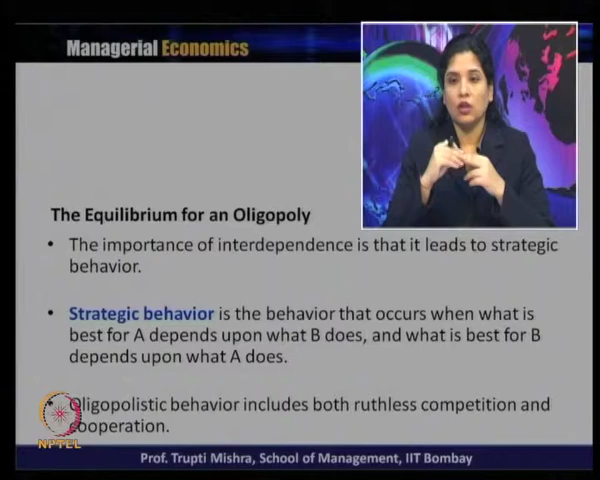 Managerial Economics
The Equilibrium for an Oligopoly
• The importance of interdependence is that it leads to strategic
behavior.
• Strategic behavior is the behavior that occurs when what is
best for A depends upon what B does, and what is best for B
depends upon what A does.
• Oligopolistic behavior includes both ruthless competition and
cooperation.
NPTEL
Prof. Trupti Mishra, School of Management, IIT Bombay